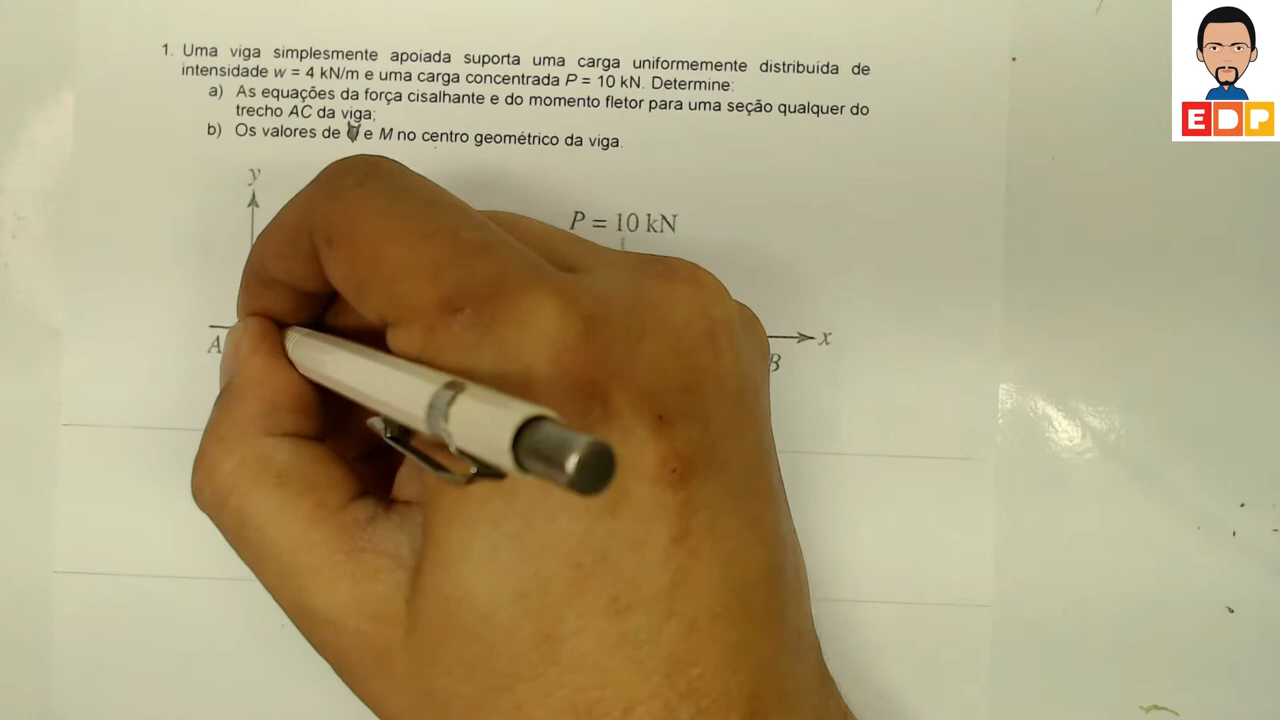 1. Uma viga simplesmente apoiada suporta uma carga uniformemente distribuída de
intensidade w = 4 kN/m e uma carga concentrada P = 10 kN. Determine:
a) As equações da força cisalhante e do momento fletor para uma seção qualquer do
trecho AC da viga;
b) Os valores de e M no centro geométrico da viga.
y
P = 10 kN
x
A
B
EDP